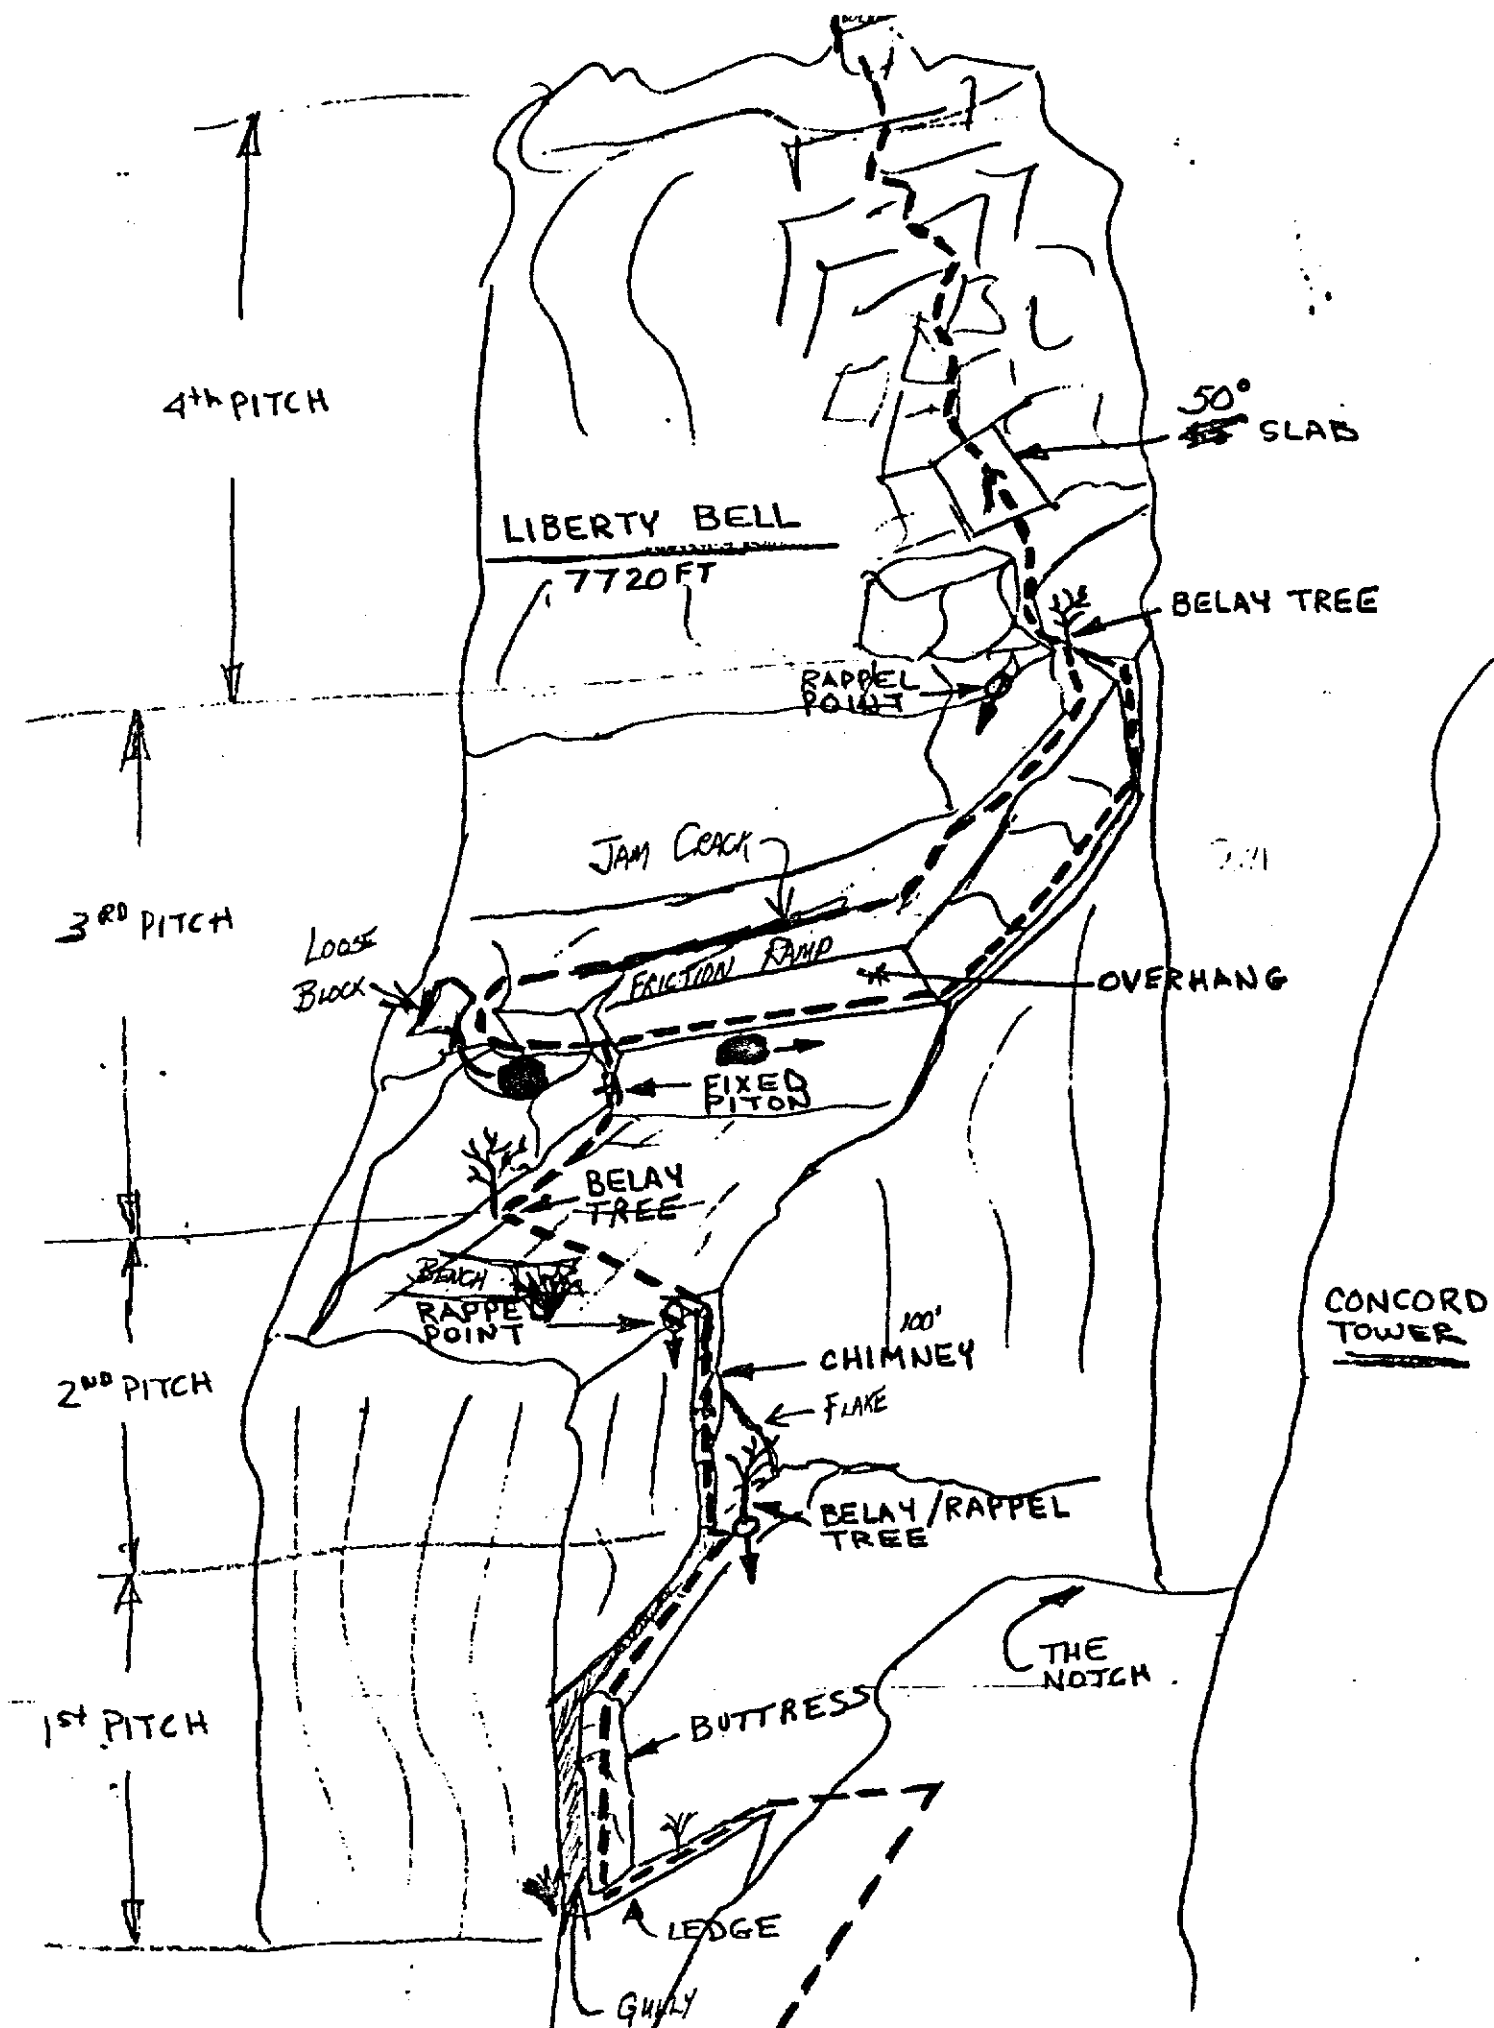 4th PITCH
50°
SLAB
LIBERTY BELL
7720 FT
BELAY TREE
RAPPEL
POINT
JAM CRACK
3RD PITCH
LOOSE
BLOCK
FRICTION RAMP
OVERHANG
FIXED
PITON
BELAY
TREE
BENCH
RAPPEL
POINT
CONCORD
TOWER
100'
CHIMNEY
2ND PITCH
FLAKE
BELAY/RAPPEL
TREE
THE
NOTCH
1st PITCH
BUTTRESS
LEDGE
GULLY